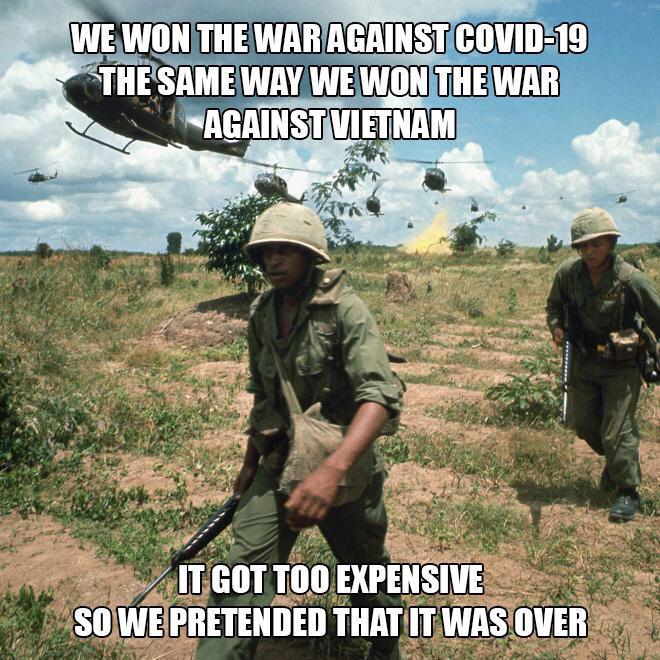 WE WON THE WAR AGAINST COVID-19
THE SAME WAY WE WON THE WAR
AGAINST VIETNAM
IT GOT TOO EXPENSIVE
SO WE PRETENDED THAT IT WAS OVER